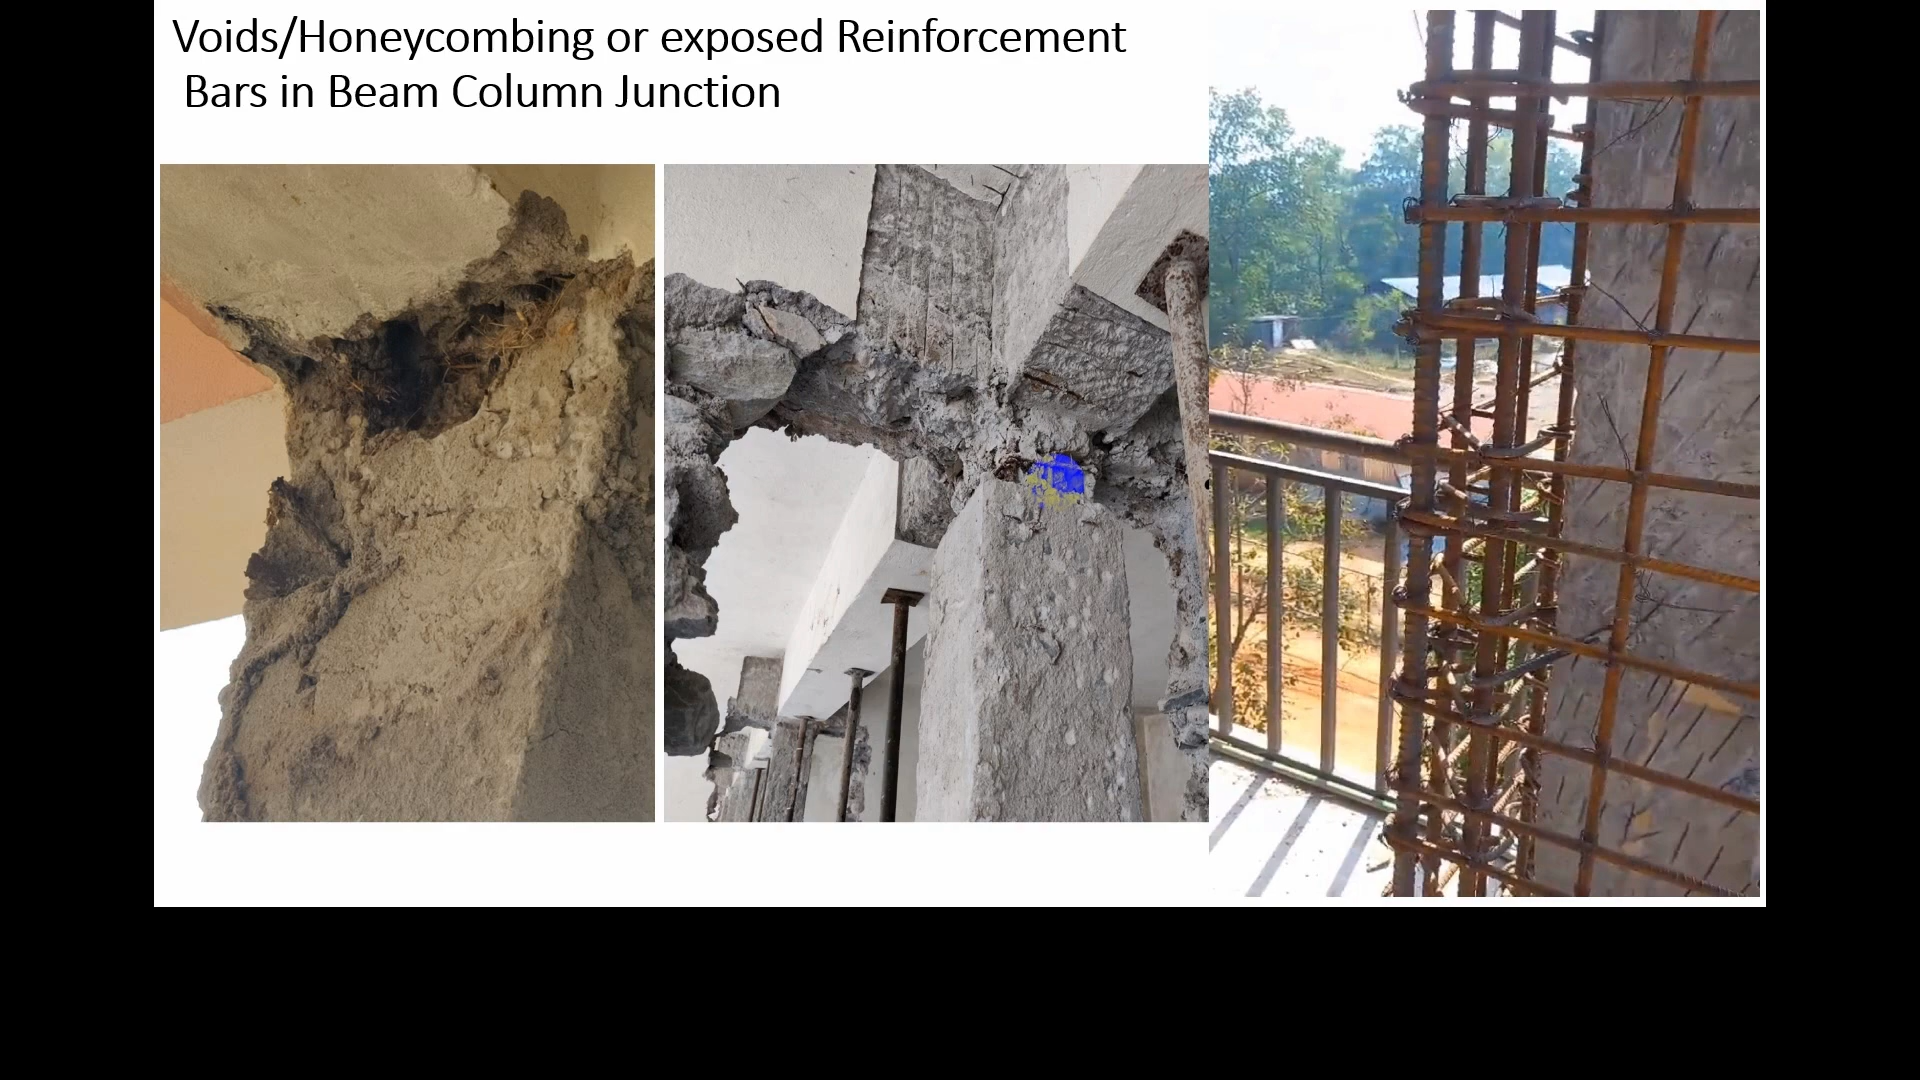 Voids/Honeycombing or exposed Reinforcement
Bars in Beam Column Junction